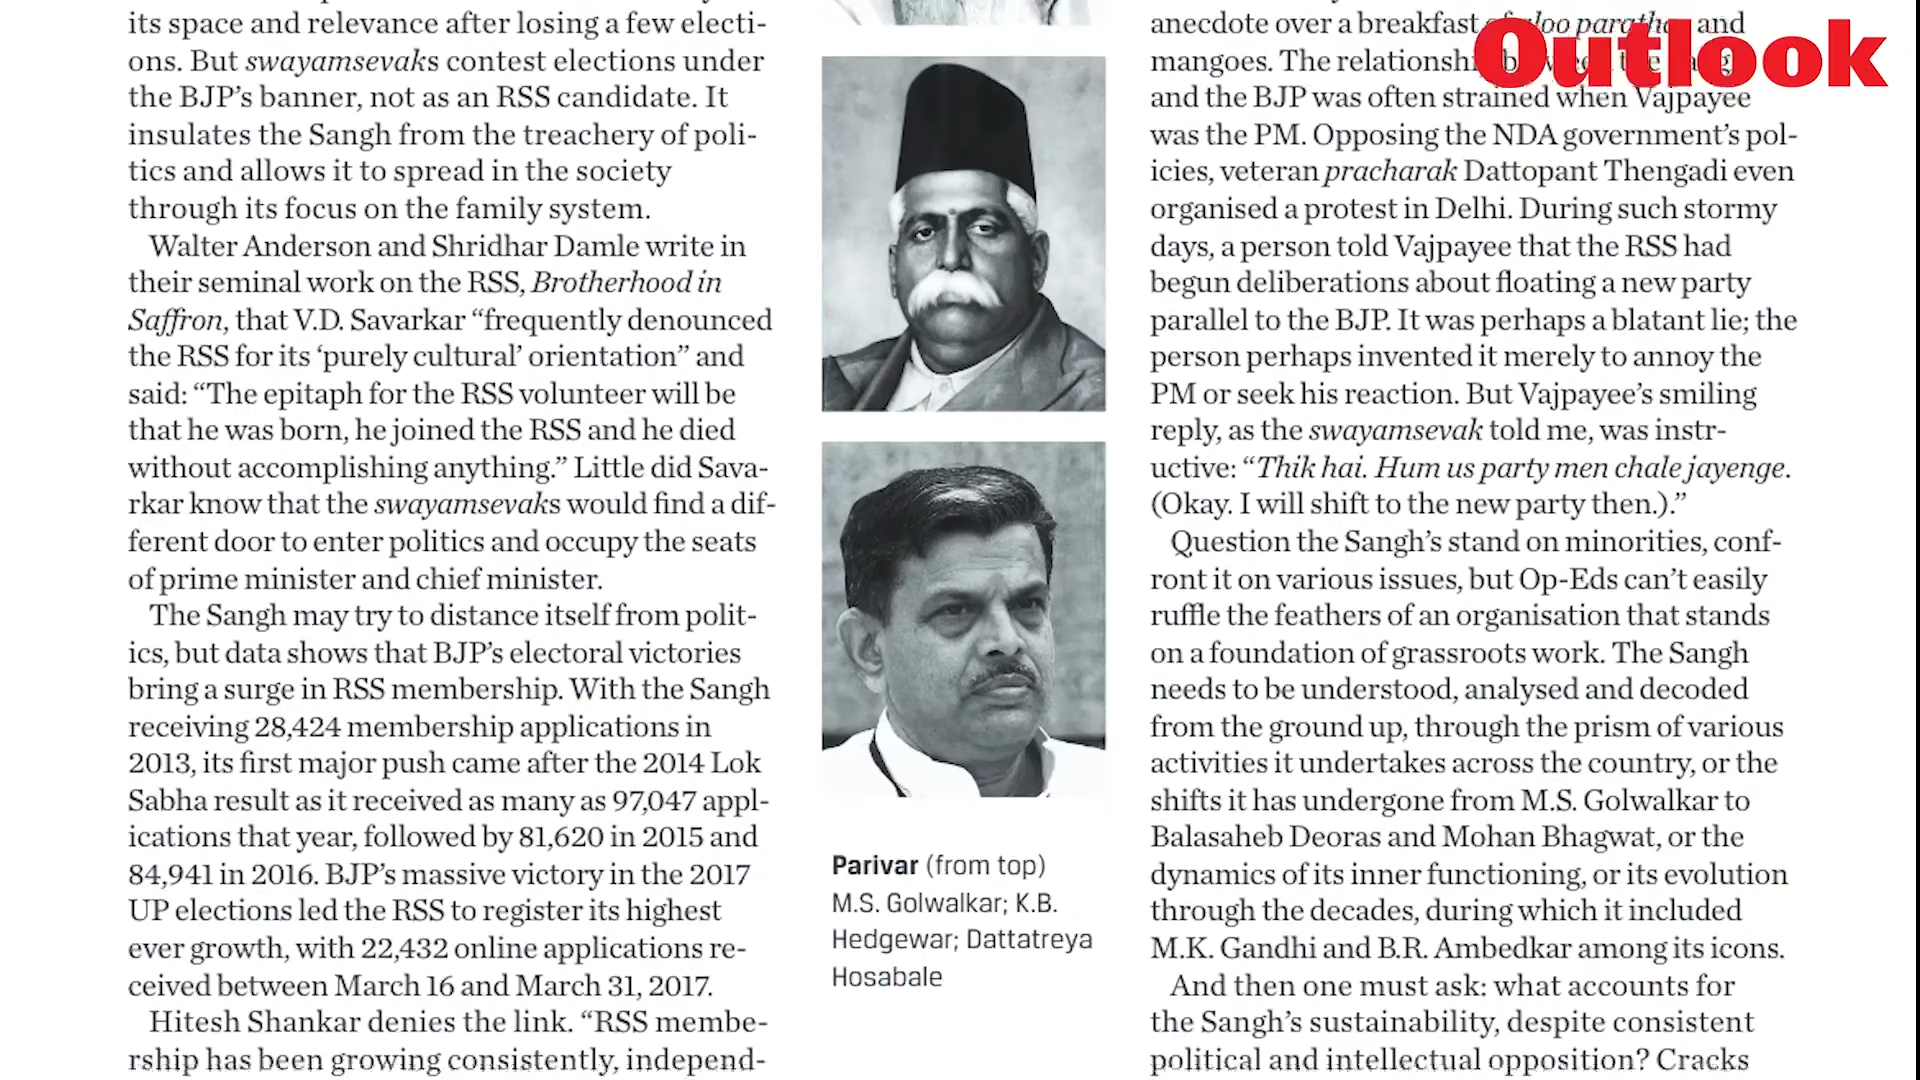 its space and relevance after losing a few electi-
ons. But swayamsevaks contest elections under
the BJP’s banner, not as an RSS candidate. It
insulates the Sangh from the treachery of poli-
tics and allows it to spread in the society
through its focus on the family system.
Walter Anderson and Shridhar Damle write in
their seminal work on the RSS, Brotherhood in
Saffron, that V.D. Savarkar “frequently denounced
the RSS for its ‘purely cultural’ orientation” and
said: “The epitaph for the RSS volunteer will be
that he was born, he joined the RSS and he died
without accomplishing anything.” Little did Sava-
rkar know that the swayamsevaks would find a dif-
ferent door to enter politics and occupy the seats
of prime minister and chief minister.
The Sangh may try to distance itself from polit-
ics, but data shows that BJP’s electoral victories
bring a surge in RSS membership. With the Sangh
receiving 28,424 membership applications in
2013, its first major push came after the 2014 Lok
Sabha result as it received as many as 97,047 appl-
ications that year, followed by 81,620 in 2015 and
84,941 in 2016. BJP’s massive victory in the 2017
UP elections led the RSS to register its highest
ever growth, with 22,432 online applications re-
ceived between March 16 and March 31, 2017.
Hitesh Shankar denies the link. “RSS membe-
rship has been growing consistently, independ-
Parivar (from top)
M.S. Golwalkar; K.B.
Hedgewar; Dattatreya
Hosabale
Outlook
anecdote over a breakfast of aloo paratha and
mangoes. The relationship between the Sangh
and the BJP was often strained when Vajpayee
was the PM. Opposing the NDA government’s pol-
icies, veteran pracharak Dattopant Thengadi even
organised a protest in Delhi. During such stormy
days, a person told Vajpayee that the RSS had
begun deliberations about floating a new party
parallel to the BJP. It was perhaps a blatant lie; the
person perhaps invented it merely to annoy the
PM or seek his reaction. But Vajpayee’s smiling
reply, as the swayamsevak told me, was instr-
uctive: “Thik hai. Hum us party men chale jayenge.
(Okay. I will shift to the new party then.).”
Question the Sangh’s stand on minorities, conf-
ront it on various issues, but Op-Eds can’t easily
ruffle the feathers of an organisation that stands
on a foundation of grassroots work. The Sangh
needs to be understood, analysed and decoded
from the ground up, through the prism of various
activities it undertakes across the country, or the
shifts it has undergone from M.S. Golwalkar to
Balasaheb Deoras and Mohan Bhagwat, or the
dynamics of its inner functioning, or its evolution
through the decades, during which it included
M.K. Gandhi and B.R. Ambedkar among its icons.
And then one must ask: what accounts for
the Sangh’s sustainability, despite consistent
political and intellectual opposition? Cracks